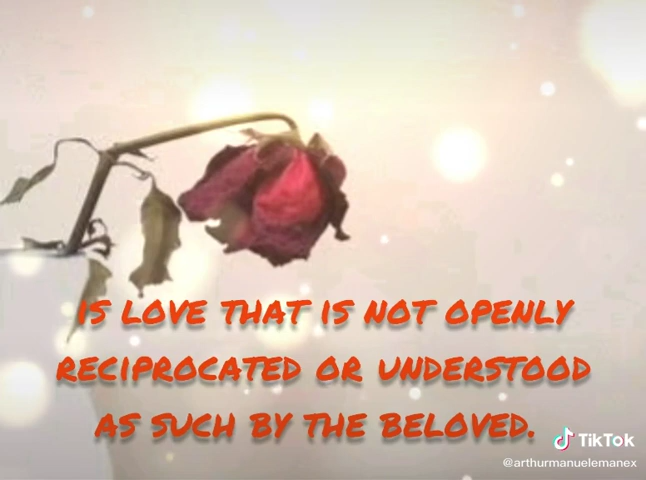 IS LOVE THAT IS NOT OPENLY
RECIPROCATED OR UNDERSTOOD
AS SUCH BY THE BELOVED.
TikTok
@arthurmanuelemanex